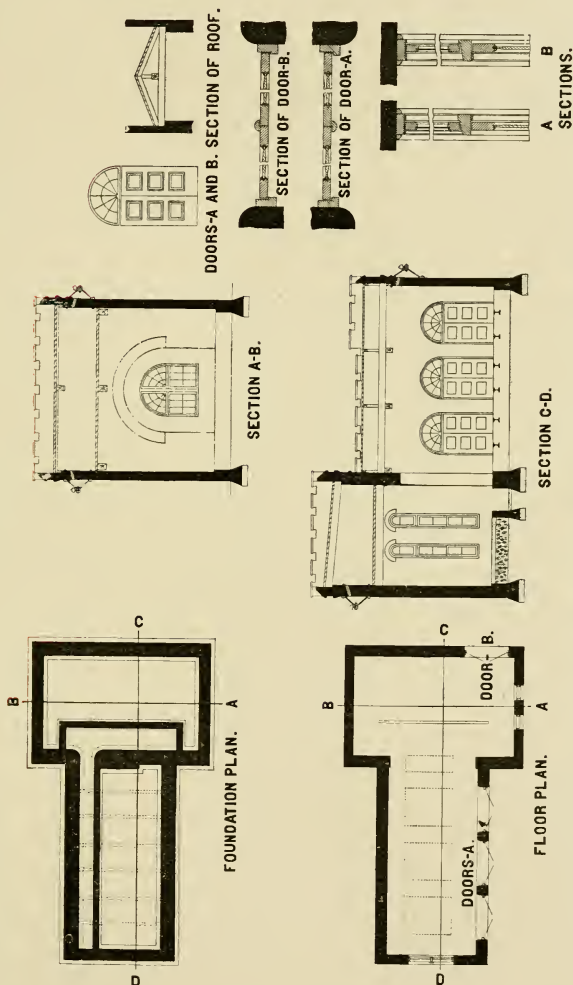 B
D
C
A
FOUNDATION PLAN.
SECTION A-B.
DOORS-A AND B. SECTION OF ROOF.
SECTION OF DOOR-B.
SECTION OF DOOR-A.
B
D
C
DOORS-A.
DOOR-B.
A
FLOOR PLAN.
SECTION C-D.
A
B
SECTIONS.